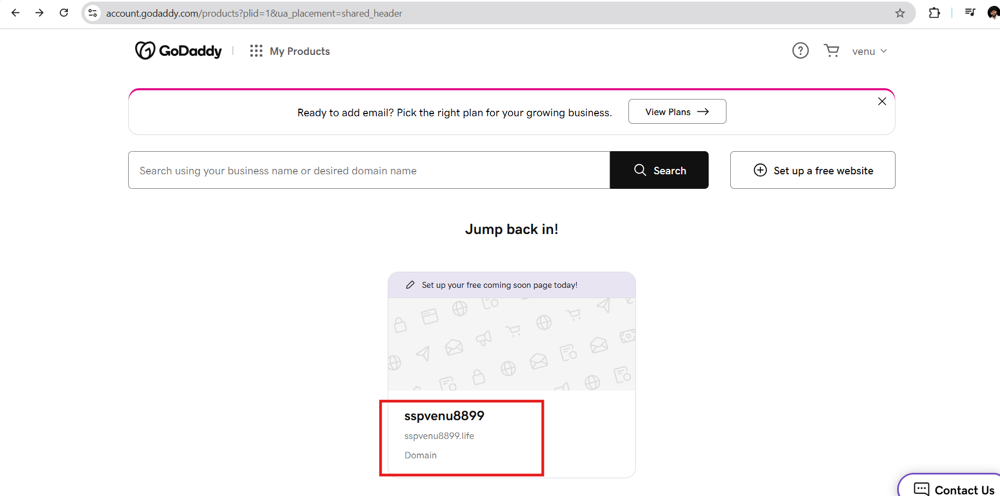 account.godaddy.com/products?plid=1&ua_placement=shared_header
GoDaddy
My Products
venu
Ready to add email? Pick the right plan for your growing business.
View Plans
Search using your business name or desired domain name
Search
Set up a free website
Jump back in!
Set up your free coming soon page today!
sspvenu8899
sspvenu8899.life
Domain
Contact Us